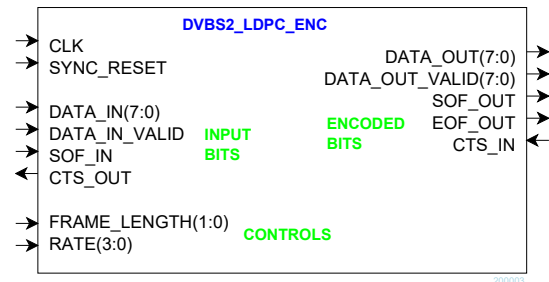 DVBS2_LDPC_ENC
CLK
SYNC_RESET
DATA_IN(7:0)
DATA_IN_VALID
SOF_IN
CTS_OUT
INPUT
BITS
FRAME_LENGTH(1:0)
RATE(3:0)
CONTROLS
DATA_OUT(7:0)
DATA_OUT_VALID(7:0)
SOF_OUT
EOF_OUT
CTS_IN
ENCODED
BITS
200003